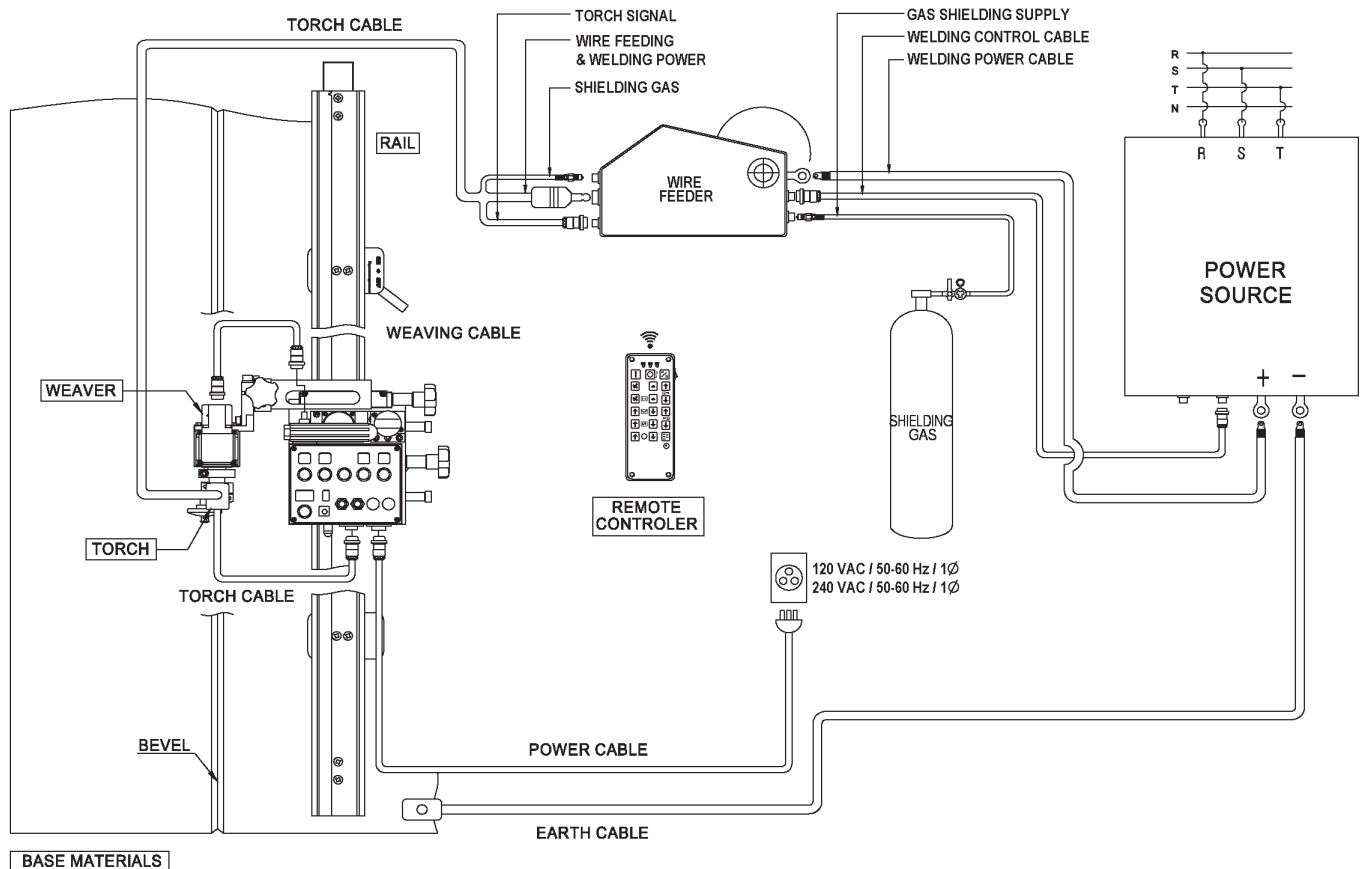 TORCH CABLE
TORCH SIGNAL
WIRE FEEDING
& WELDING POWER
SHIELDING GAS
GAS SHIELDING SUPPLY
WELDING CONTROL CABLE
WELDING POWER CABLE
R
S
T
N
R S T
RAIL
WIRE
FEEDER
POWER
SOURCE
+ −
WEAVING CABLE
WEAVER
SHIELDING
GAS
REMOTE
CONTROLER
TORCH
TORCH CABLE
120 VAC / 50-60 Hz / 1Ø
240 VAC / 50-60 Hz / 1Ø
BEVEL
POWER CABLE
EARTH CABLE
BASE MATERIALS